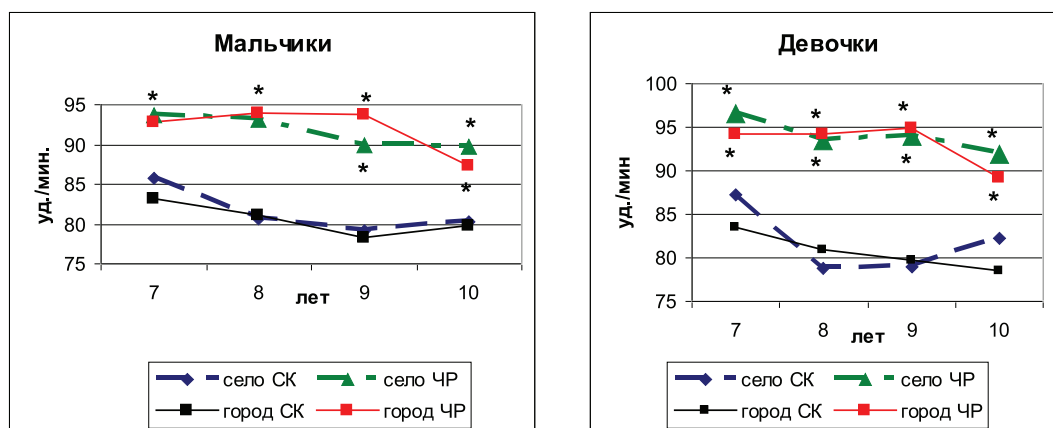 Мальчики
95
90
85
80
75
уд./мин.
7 8 9 10
лет
* * * * * *
село СК село ЧР
город СК город ЧР
Девочки
100
95
90
85
80
75
уд./мин
7 8 9 10
лет
* * * * * * * *
село СК село ЧР
город СК город ЧР